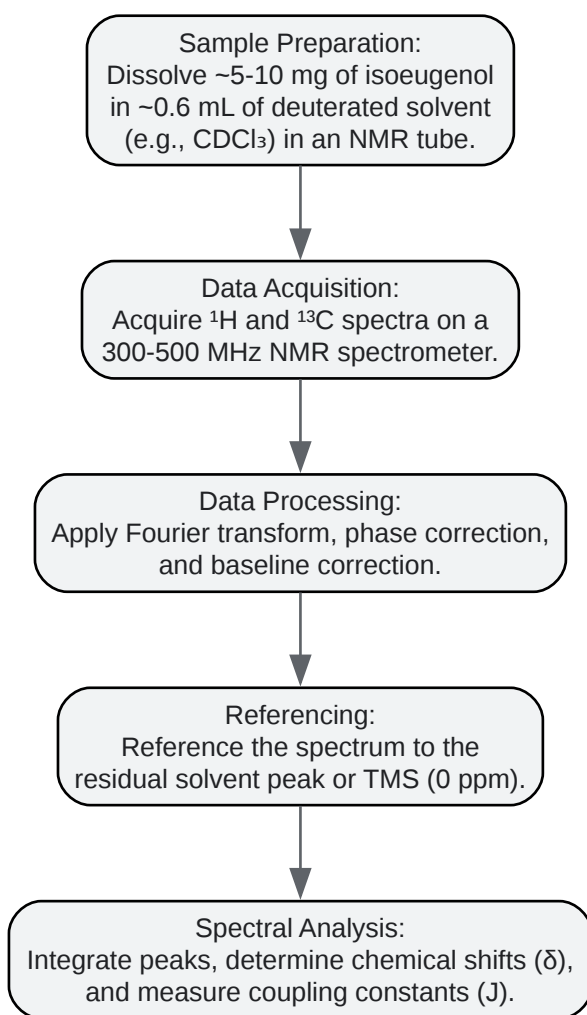 Sample Preparation:
Dissolve ~5-10 mg of isoeugenol
in ~0.6 mL of deuterated solvent
(e.g., CDCl₃) in an NMR tube.
Data Acquisition:
Acquire ¹H and ¹³C spectra on a
300-500 MHz NMR spectrometer.
Data Processing:
Apply Fourier transform, phase correction,
and baseline correction.
Referencing:
Reference the spectrum to the
residual solvent peak or TMS (0 ppm).
Spectral Analysis:
Integrate peaks, determine chemical shifts (δ),
and measure coupling constants (J).